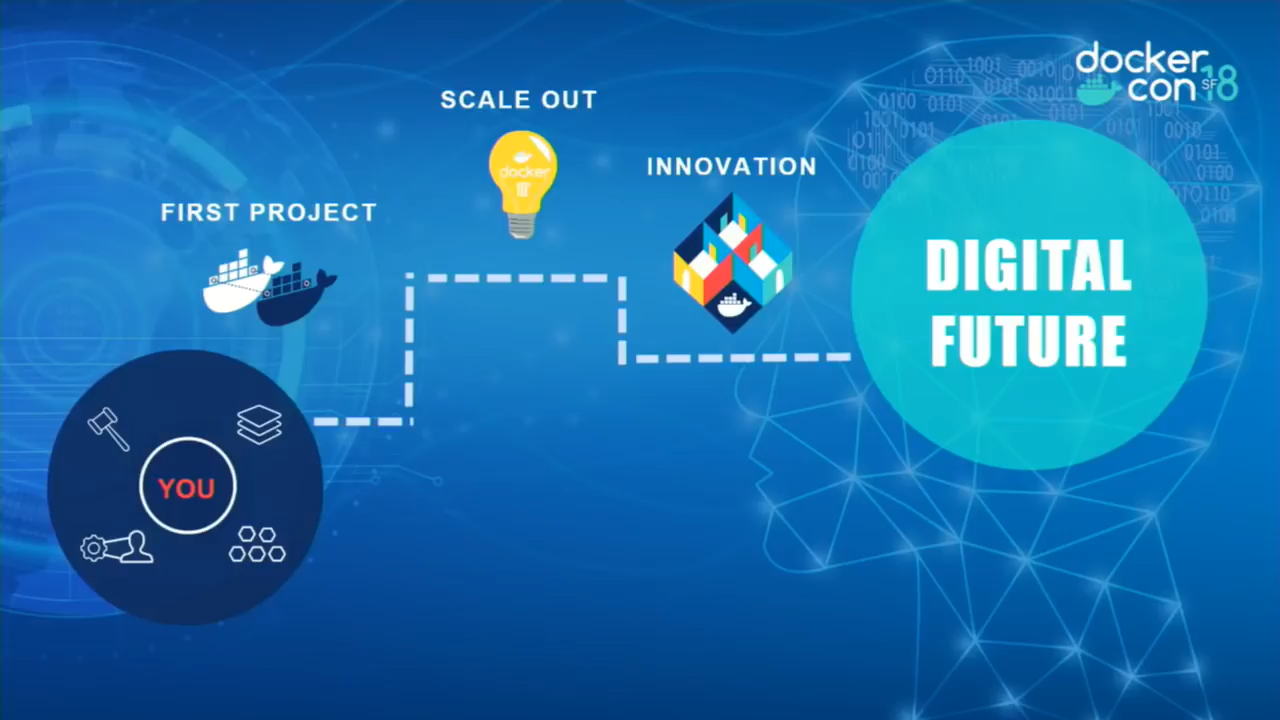 docker
con SF 18
SCALE OUT
docker
INNOVATION
FIRST PROJECT
DIGITAL
FUTURE
YOU